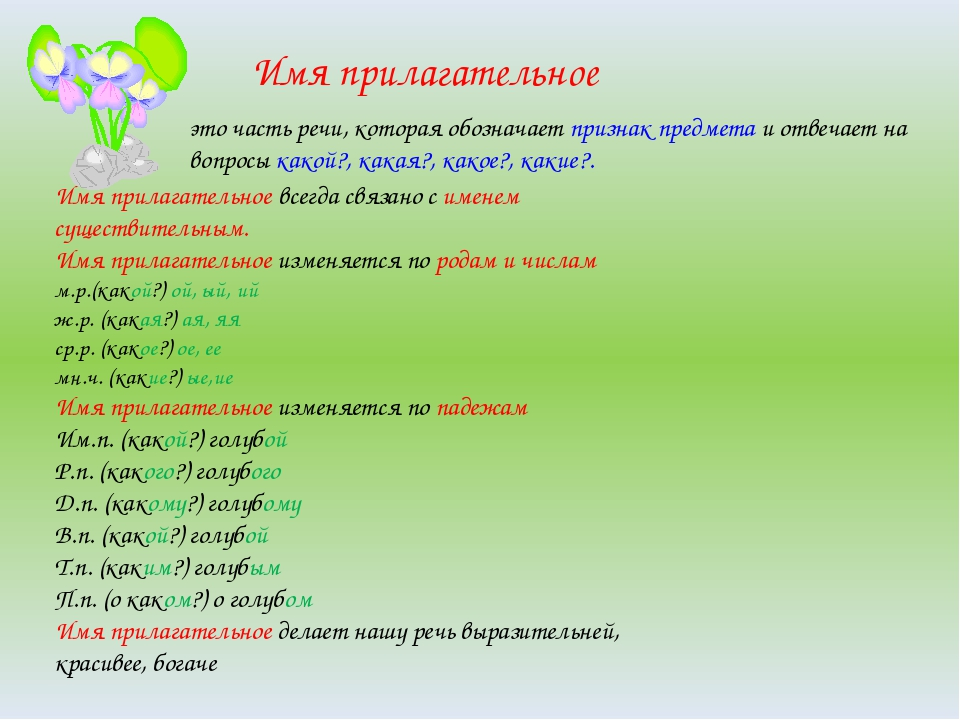 Имя прилагательное
это часть речи, которая обозначает признак предмета и отвечает на
вопросы какой?, какая?, какое?, какие?.
Имя прилагательное всегда связано с именем
существительным.
Имя прилагательное изменяется по родам и числам
м.р.(какой?) ой, ый, ий
ж.р. (какая?) ая, яя
ср.р. (какое?) ое, ее
мн.ч. (какие?) ые,ие
Имя прилагательное изменяется по падежам
Им.п. (какой?) голубой
Р.п. (какого?) голубого
Д.п. (какому?) голубому
В.п. (какой?) голубой
Т.п. (каким?) голубым
П.п. (о каком?) о голубом
Имя прилагательное делает нашу речь выразительней,
красивее, богаче